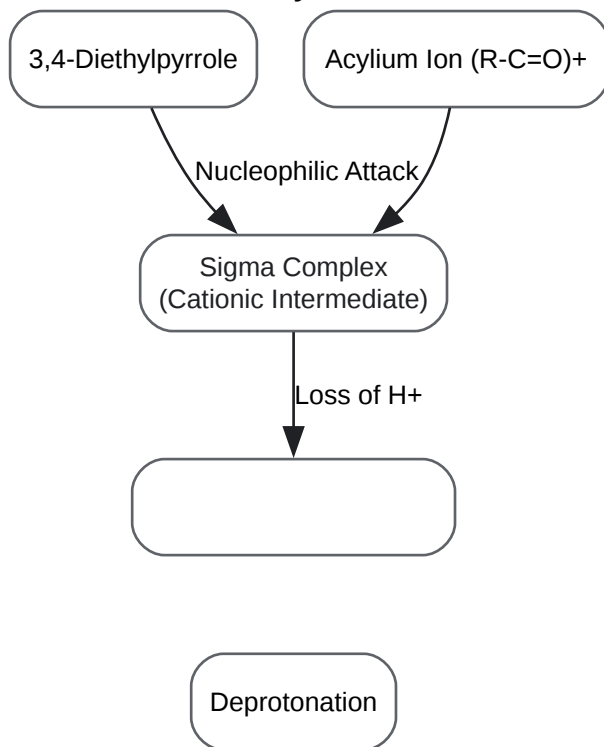 3,4-Diethylpyrrole
Acylium Ion (R-C=O)+
Nucleophilic Attack
Sigma Complex
(Cationic Intermediate)
Loss of H+
Deprotonation